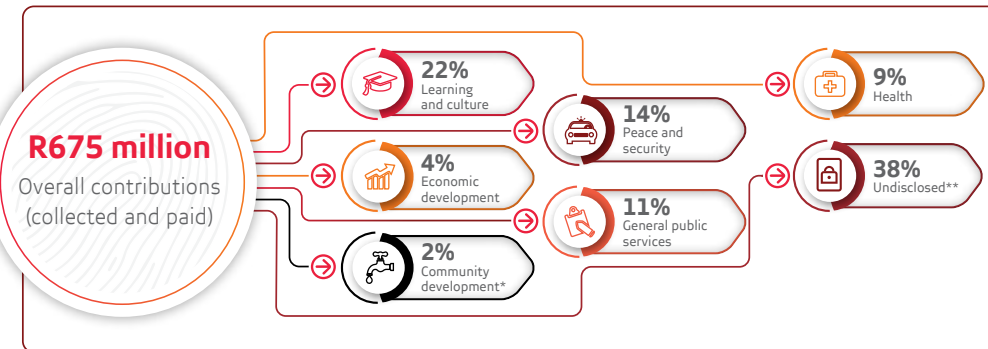 R675 million
Overall contributions
(collected and paid)
22%
Learning
and culture
4%
Economic
development
2%
Community
development*
14%
Peace and
security
11%
General public
services
9%
Health
38%
Undisclosed**